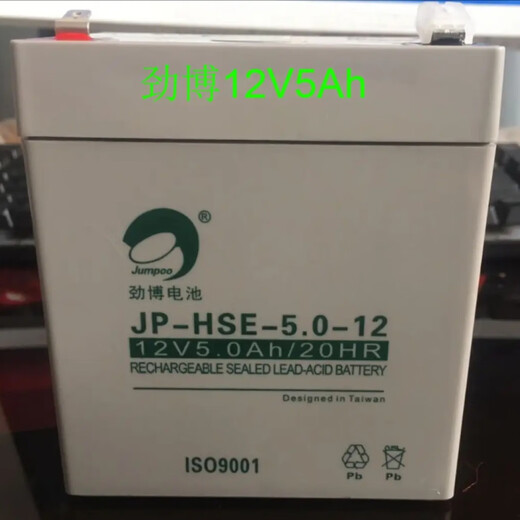 劲博12V5Ah
®
Jumpoo
劲博电池
JP-HSE-5.0-12
12V5.0Ah/20HR
RECHARGEABLE SEALED LEAD-ACID BATTERY
Designed in Taiwan
ISO9001
Pb Pb